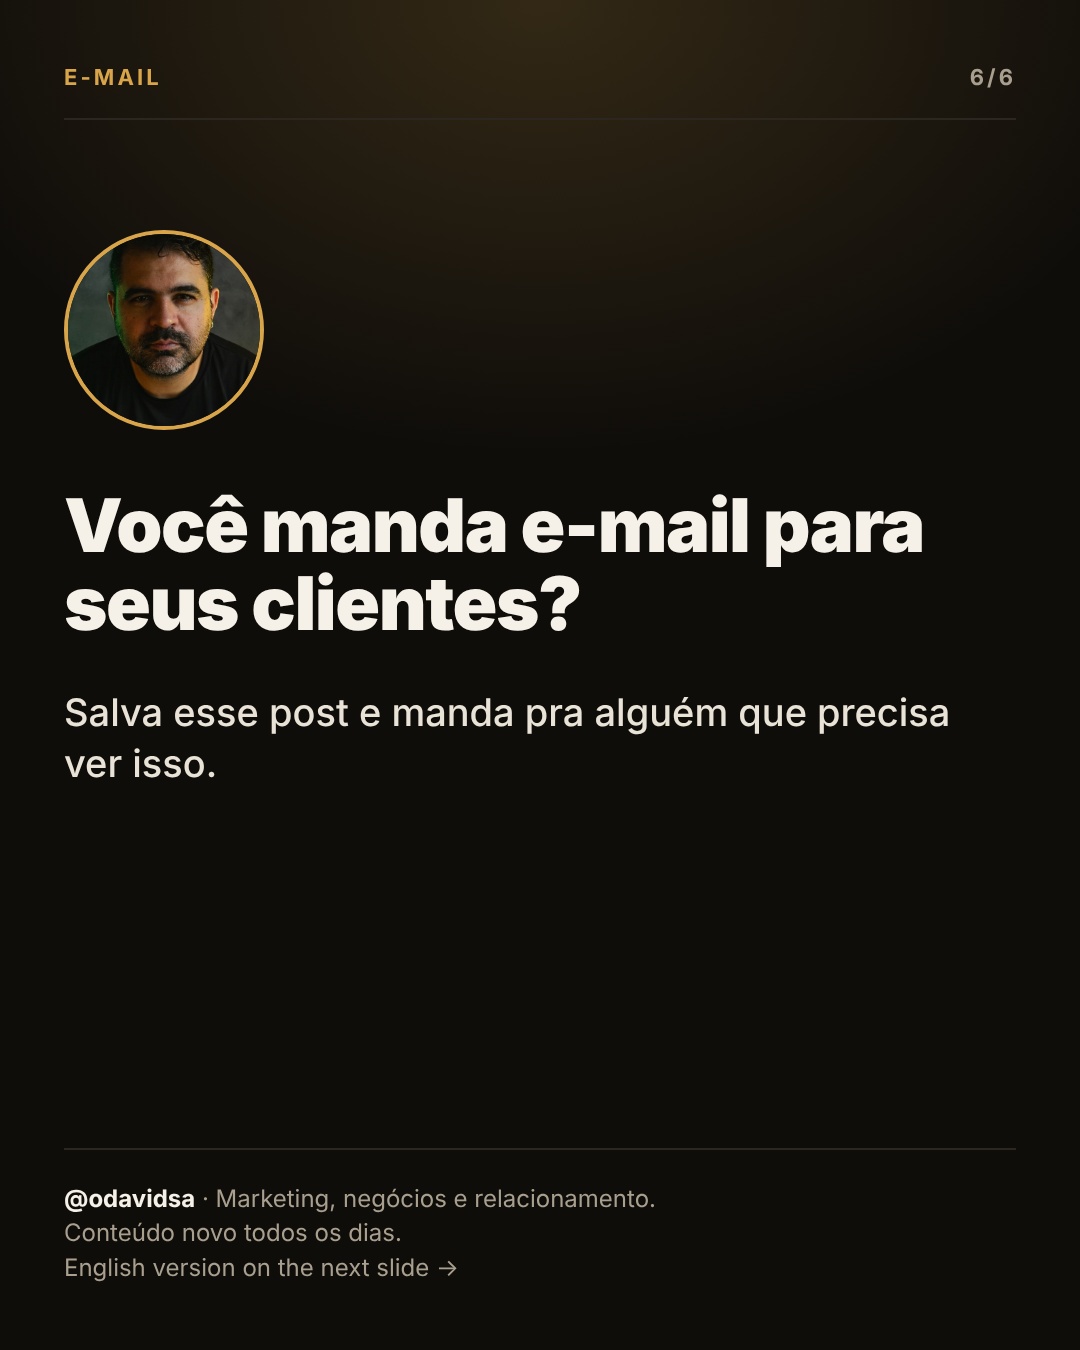 E-MAIL
6/6
Você manda e-mail para
seus clientes?
Salva esse post e manda pra alguém que precisa
ver isso.
@odavidsa · Marketing, negócios e relacionamento.
Conteúdo novo todos os dias.
English version on the next slide →